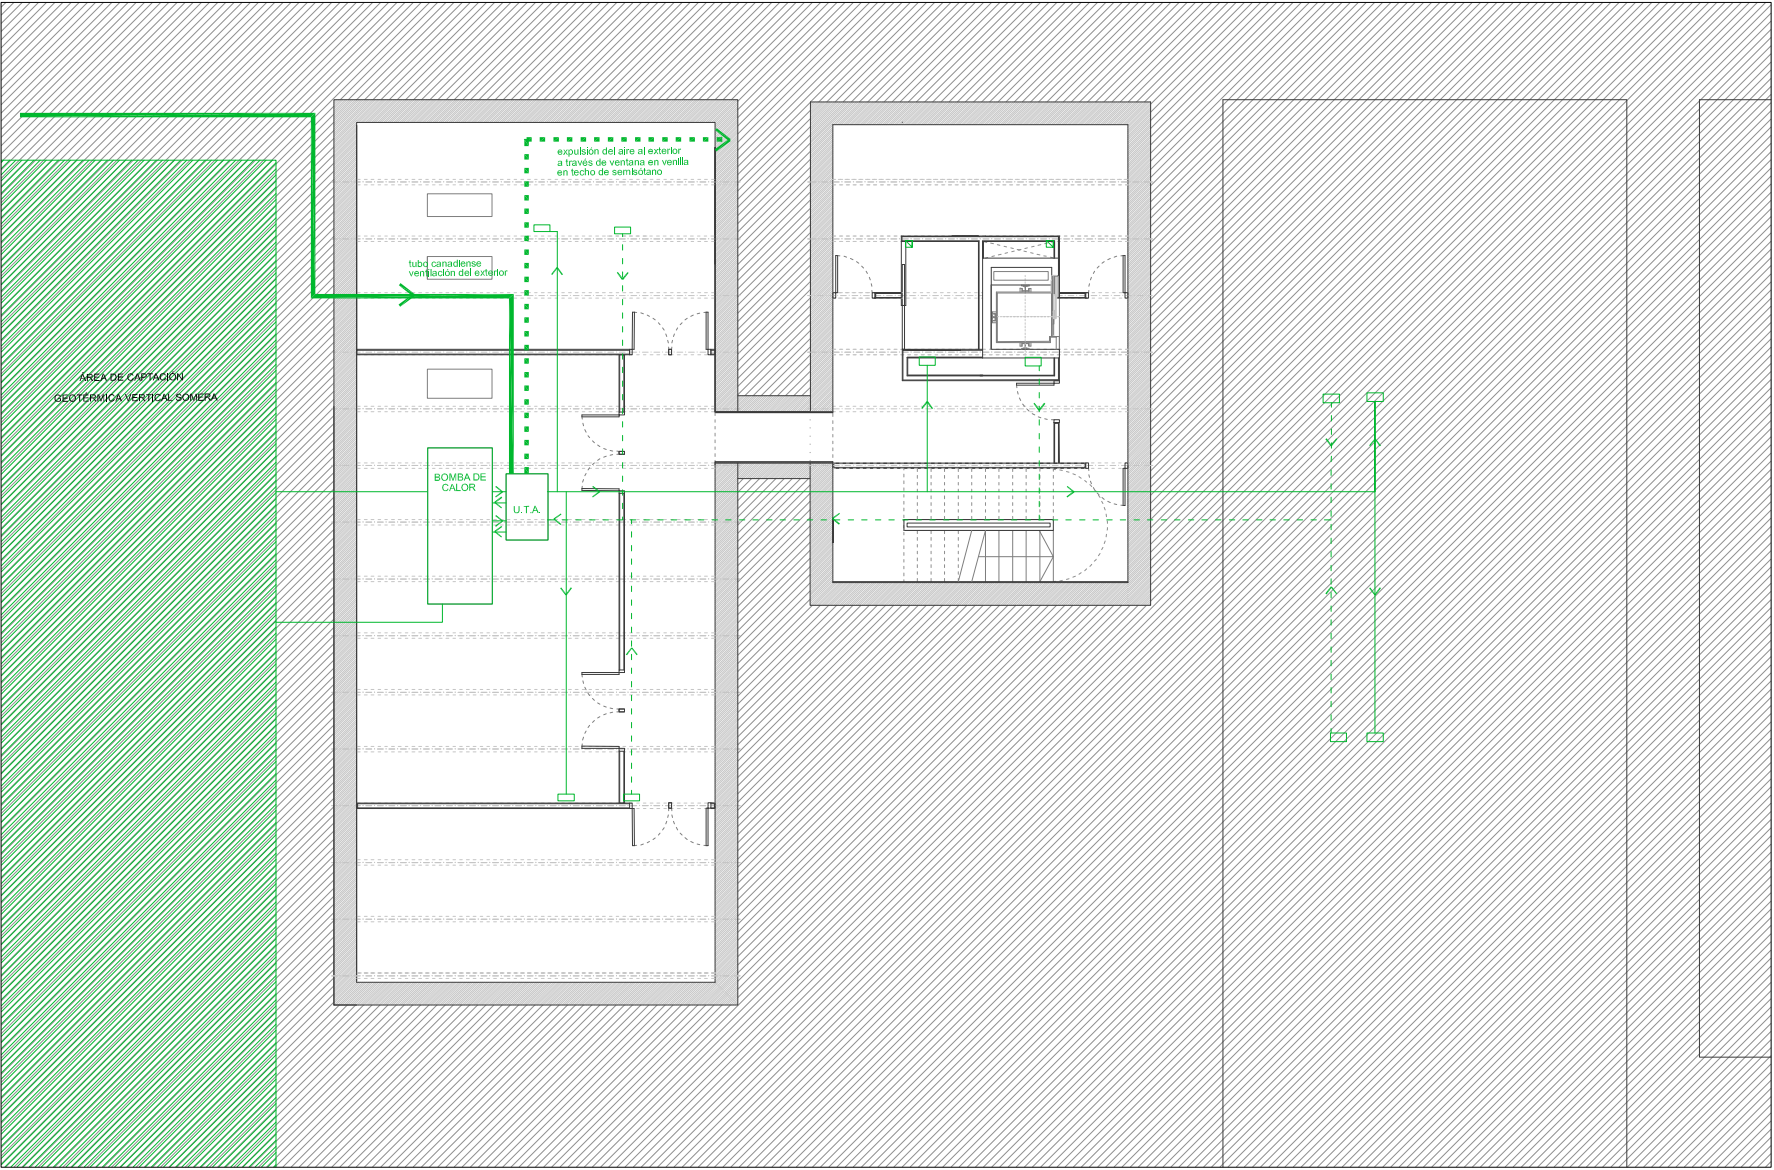 expulsión del aire al exterior
a través de ventana en venilla
en techo de semisótano
tubo canadiense
ventilación del exterior
ÁREA DE CAPTACIÓN
GEOTÉRMICA VERTICAL SOMERA
BOMBA DE
CALOR
U.T.A.